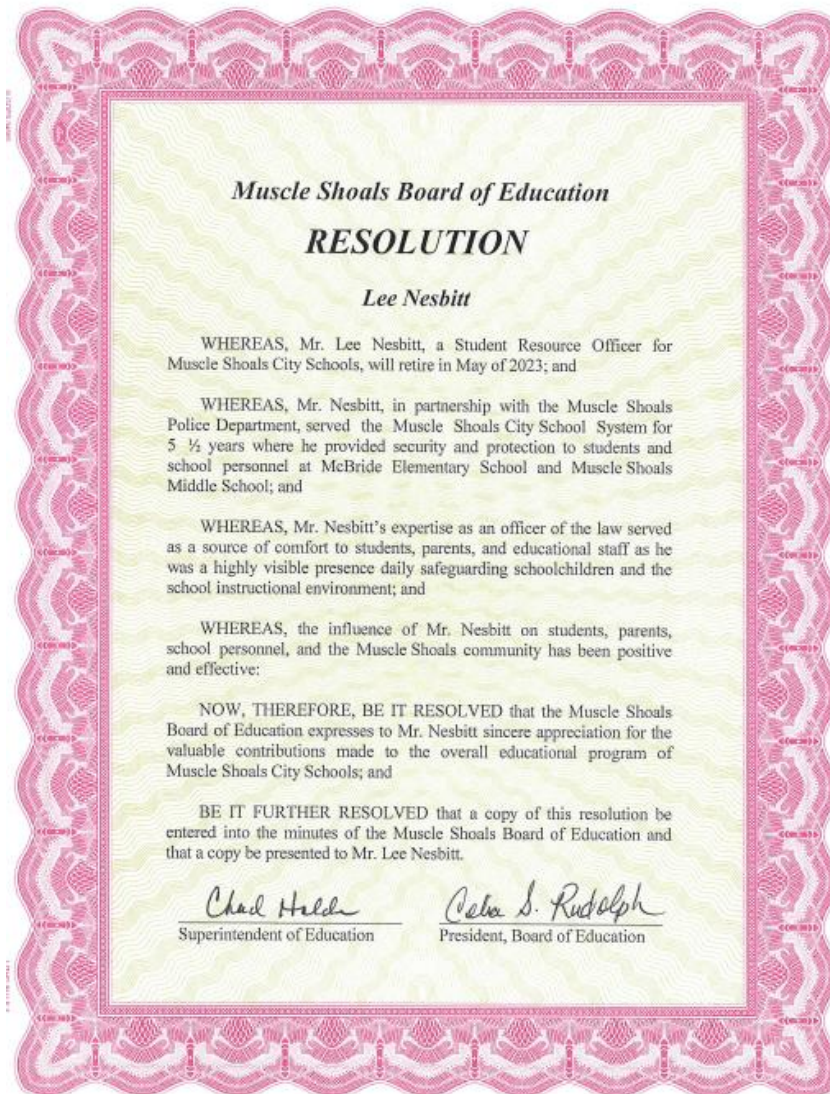 Muscle Shoals Board of Education
RESOLUTION
Lee Nesbitt
WHEREAS, Mr. Lee Nesbitt, a Student Resource Officer for
Muscle Shoals City Schools, will retire in May of 2023; and
WHEREAS, Mr. Nesbitt, in partnership with the Muscle Shoals
Police Department, served the Muscle Shoals City School System for
5 ½ years where he provided security and protection to students and
school personnel at McBride Elementary School and Muscle Shoals
Middle School; and
WHEREAS, Mr. Nesbitt’s expertise as an officer of the law served
as a source of comfort to students, parents, and educational staff as he
was a highly visible presence daily safeguarding schoolchildren and the
school instructional environment; and
WHEREAS, the influence of Mr. Nesbitt on students, parents,
school personnel, and the Muscle Shoals community has been positive
and effective:
NOW, THEREFORE, BE IT RESOLVED that the Muscle Shoals
Board of Education expresses to Mr. Nesbitt sincere appreciation for the
valuable contributions made to the overall educational program of
Muscle Shoals City Schools; and
BE IT FURTHER RESOLVED that a copy of this resolution be
entered into the minutes of the Muscle Shoals Board of Education and
that a copy be presented to Mr. Lee Nesbitt.
Chad Holden Celia S. Rudolph
Superintendent of Education President, Board of Education